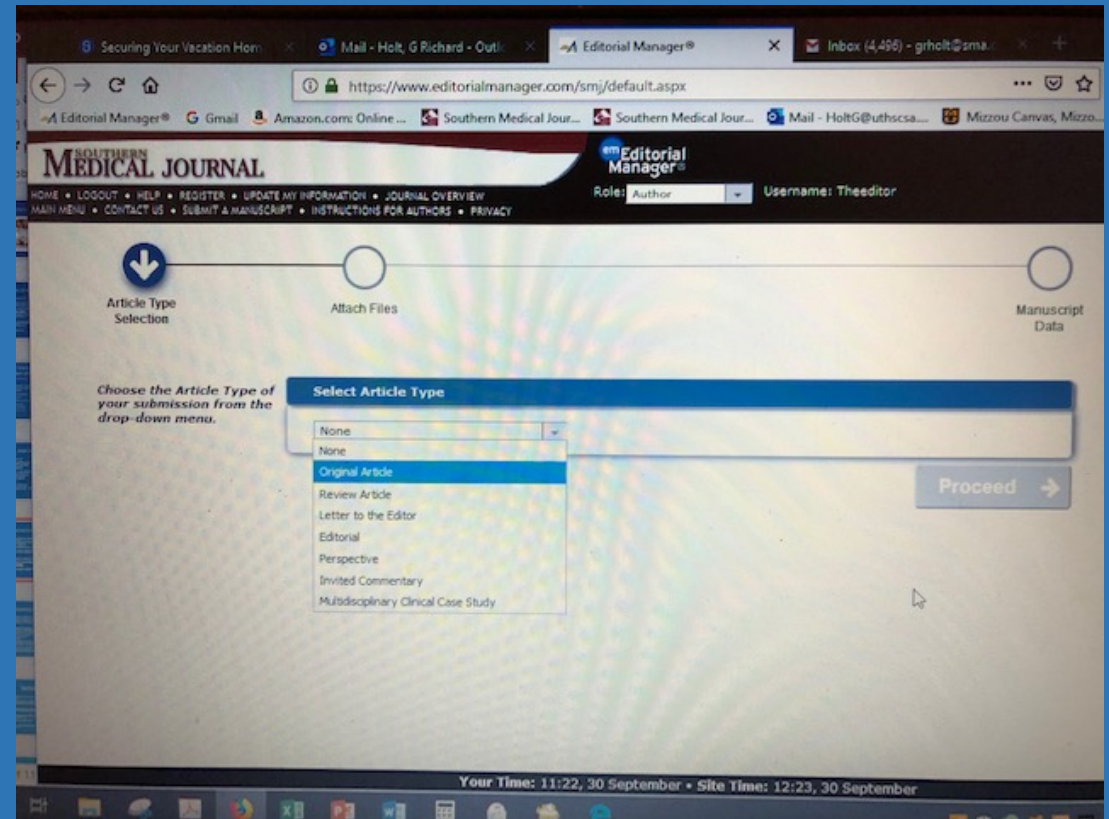 Securing Your Vacation Hom
Mail - Holt, G Richard - Outl
Editorial Manager®
Inbox (4,496) - grholt@sma.
https://www.editorialmanager.com/smj/default.aspx
Editorial Manager® Gmail Amazon.com: Online ... Southern Medical Jour... Southern Medical Jour... Mail - HoltG@uthscsa.... Mizzou Canvas, Mizzo...
SOUTHERN
MEDICAL JOURNAL
em Editorial
Manager®
HOME • LOGOUT • HELP • REGISTER • UPDATE MY INFORMATION • JOURNAL OVERVIEW
MAIN MENU • CONTACT US • SUBMIT A MANUSCRIPT • INSTRUCTIONS FOR AUTHORS • PRIVACY
Role: Author Username: Theeditor
Article Type
Selection
Attach Files
Manuscript
Data
Choose the Article Type of
your submission from the
drop-down menu.
Select Article Type
None
None
Original Article
Review Article
Letter to the Editor
Editorial
Perspective
Invited Commentary
Multidisciplinary Clinical Case Study
Proceed
Your Time: 11:22, 30 September • Site Time: 12:23, 30 September